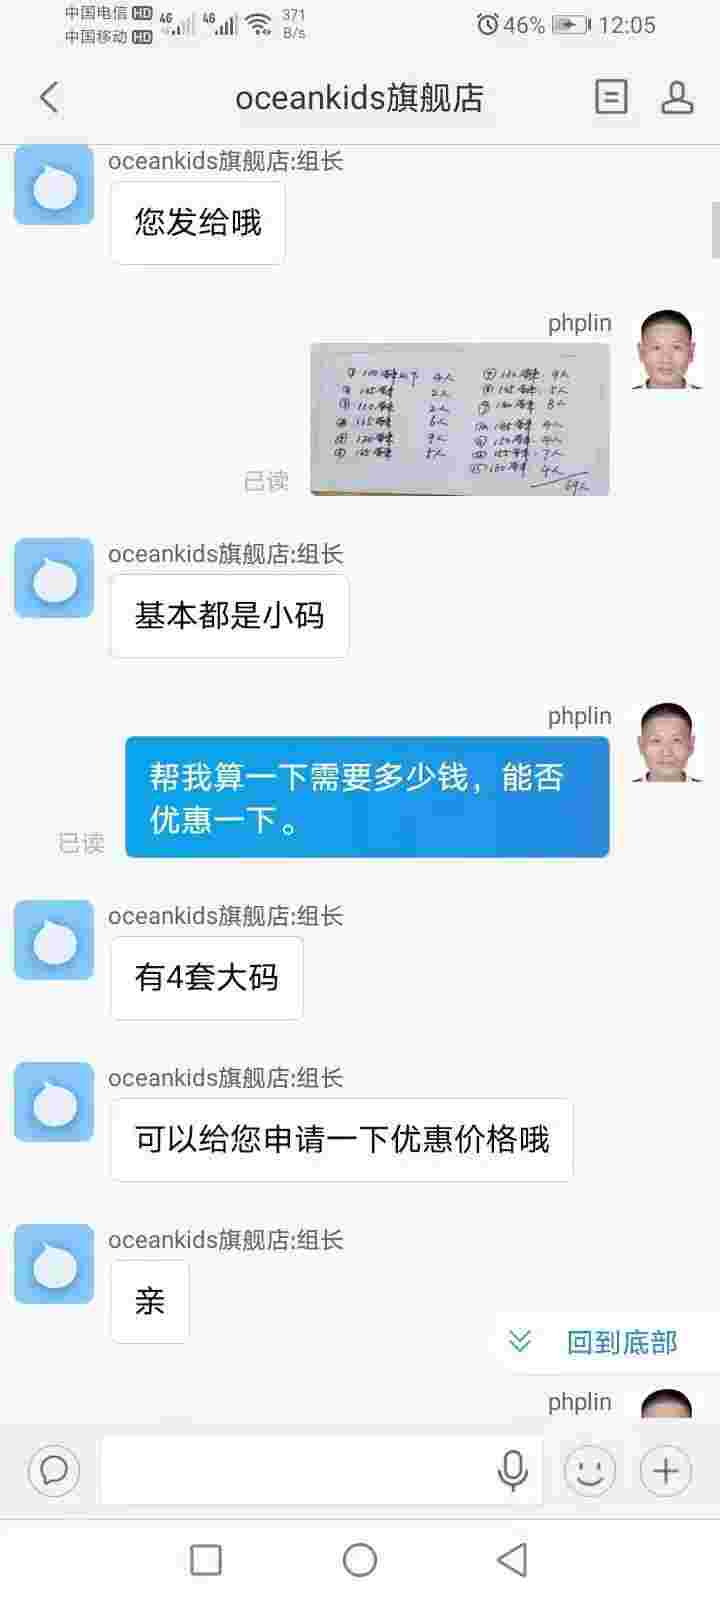 中国电信 HD
中国移动 HD
4G
4G
371
B/s
46%
12:05
oceankids旗舰店
oceankids旗舰店:组长
您发给哦
phplin
4人
2人
2人
已读
oceankids旗舰店:组长
基本都是小码
phplin
帮我算一下需要多少钱，能否
优惠一下。
已读
oceankids旗舰店:组长
有4套大码
oceankids旗舰店:组长
可以给您申请一下优惠价格哦
oceankids旗舰店:组长
亲
回到底部
phplin